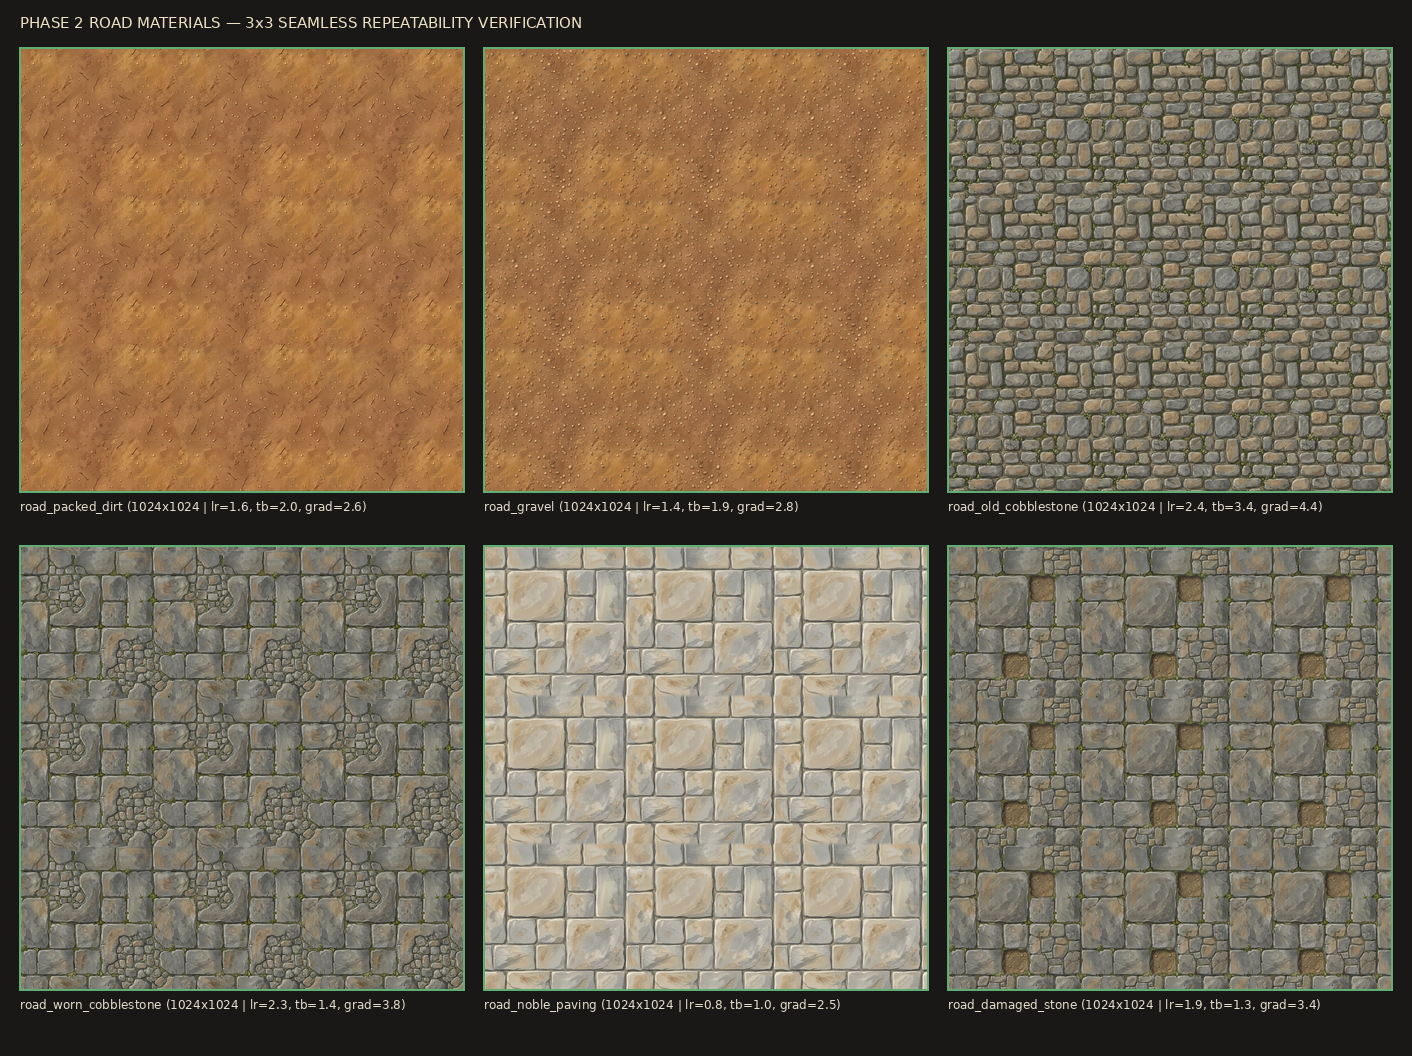 PHASE 2 ROAD MATERIALS — 3x3 SEAMLESS REPEATABILITY VERIFICATION
road_packed_dirt (1024x1024 | lr=1.6, tb=2.0, grad=2.6)
road_gravel (1024x1024 | lr=1.4, tb=1.9, grad=2.8)
road_old_cobblestone (1024x1024 | lr=2.4, tb=3.4, grad=4.4)
road_worn_cobblestone (1024x1024 | lr=2.3, tb=1.4, grad=3.8)
road_noble_paving (1024x1024 | lr=0.8, tb=1.0, grad=2.5)
road_damaged_stone (1024x1024 | lr=1.9, tb=1.3, grad=3.4)